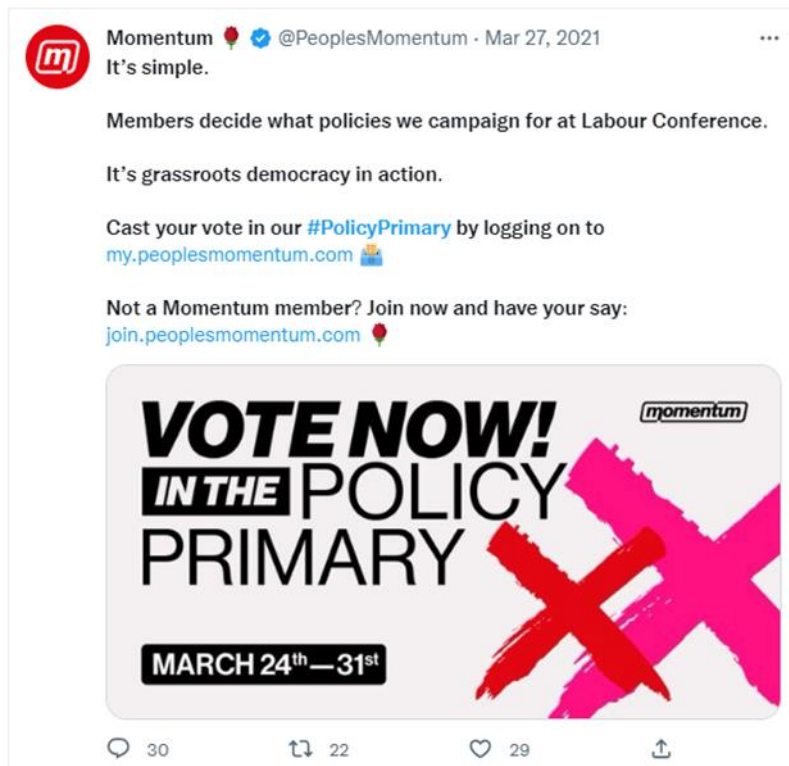 Momentum 🌹 @PeoplesMomentum · Mar 27, 2021
It's simple.
Members decide what policies we campaign for at Labour Conference.
It's grassroots democracy in action.
Cast your vote in our #PolicyPrimary by logging on to
my.peoplesmomentum.com 🗳️
Not a Momentum member? Join now and have your say:
join.peoplesmomentum.com 🌹
VOTE NOW!
momentum
IN THE POLICY
PRIMARY
MARCH 24th—31st
30 22 29